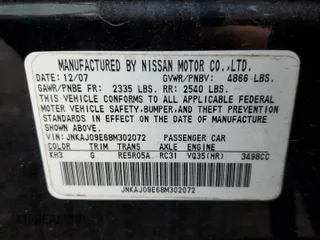 MANUFACTURED BY NISSAN MOTOR CO.,LTD.
DATE: 12/07 GVWR/PNBV: 4866 LBS.
GAWR/PNBE FR: 2335 LBS. RR: 2540 LBS.
THIS VEHICLE CONFORMS TO ALL APPLICABLE FEDERAL
MOTOR VEHICLE SAFETY,BUMPER,AND THEFT PREVENTION
STANDARDS IN EFFECT ON THE DATE OF MANUFACTURE
SHOWN ABOVE.
VIN: JNKAJ09E68M302072 PASSENGER CAR
COLOR TRIM TRANS AXLE ENGINE
KH3 G RE5R05A RC31 VQ35(HR) 3498CC
JNKAJ09E68M302072